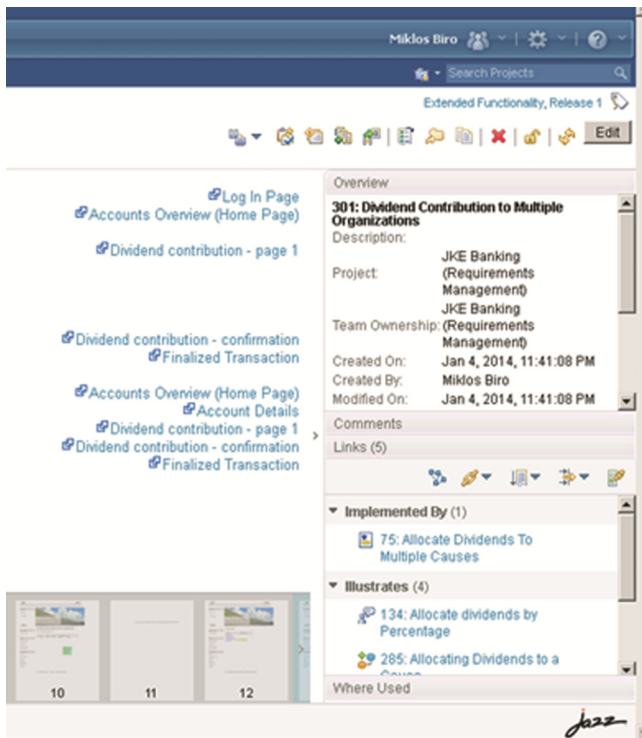 Miklos Biro
Search Projects
Extended Functionality, Release 1
Edit
Log In Page
Accounts Overview (Home Page)
Dividend contribution - page 1
Dividend contribution - confirmation
Finalized Transaction
Accounts Overview (Home Page)
Account Details
Dividend contribution - page 1
Dividend contribution - confirmation
Finalized Transaction
10
11
12
Overview
301: Dividend Contribution to Multiple
Organizations
Description:
JKE Banking
Project: (Requirements
Management)
JKE Banking
Team Ownership: (Requirements
Management)
Created On: Jan 4, 2014, 11:41:08 PM
Created By: Miklos Biro
Modified On: Jan 4, 2014, 11:41:08 PM
Comments
Links (5)
Implemented By (1)
75: Allocate Dividends To
Multiple Causes
Illustrates (4)
134: Allocate dividends by
Percentage
285: Allocating Dividends to a
Cause
Where Used
jazz